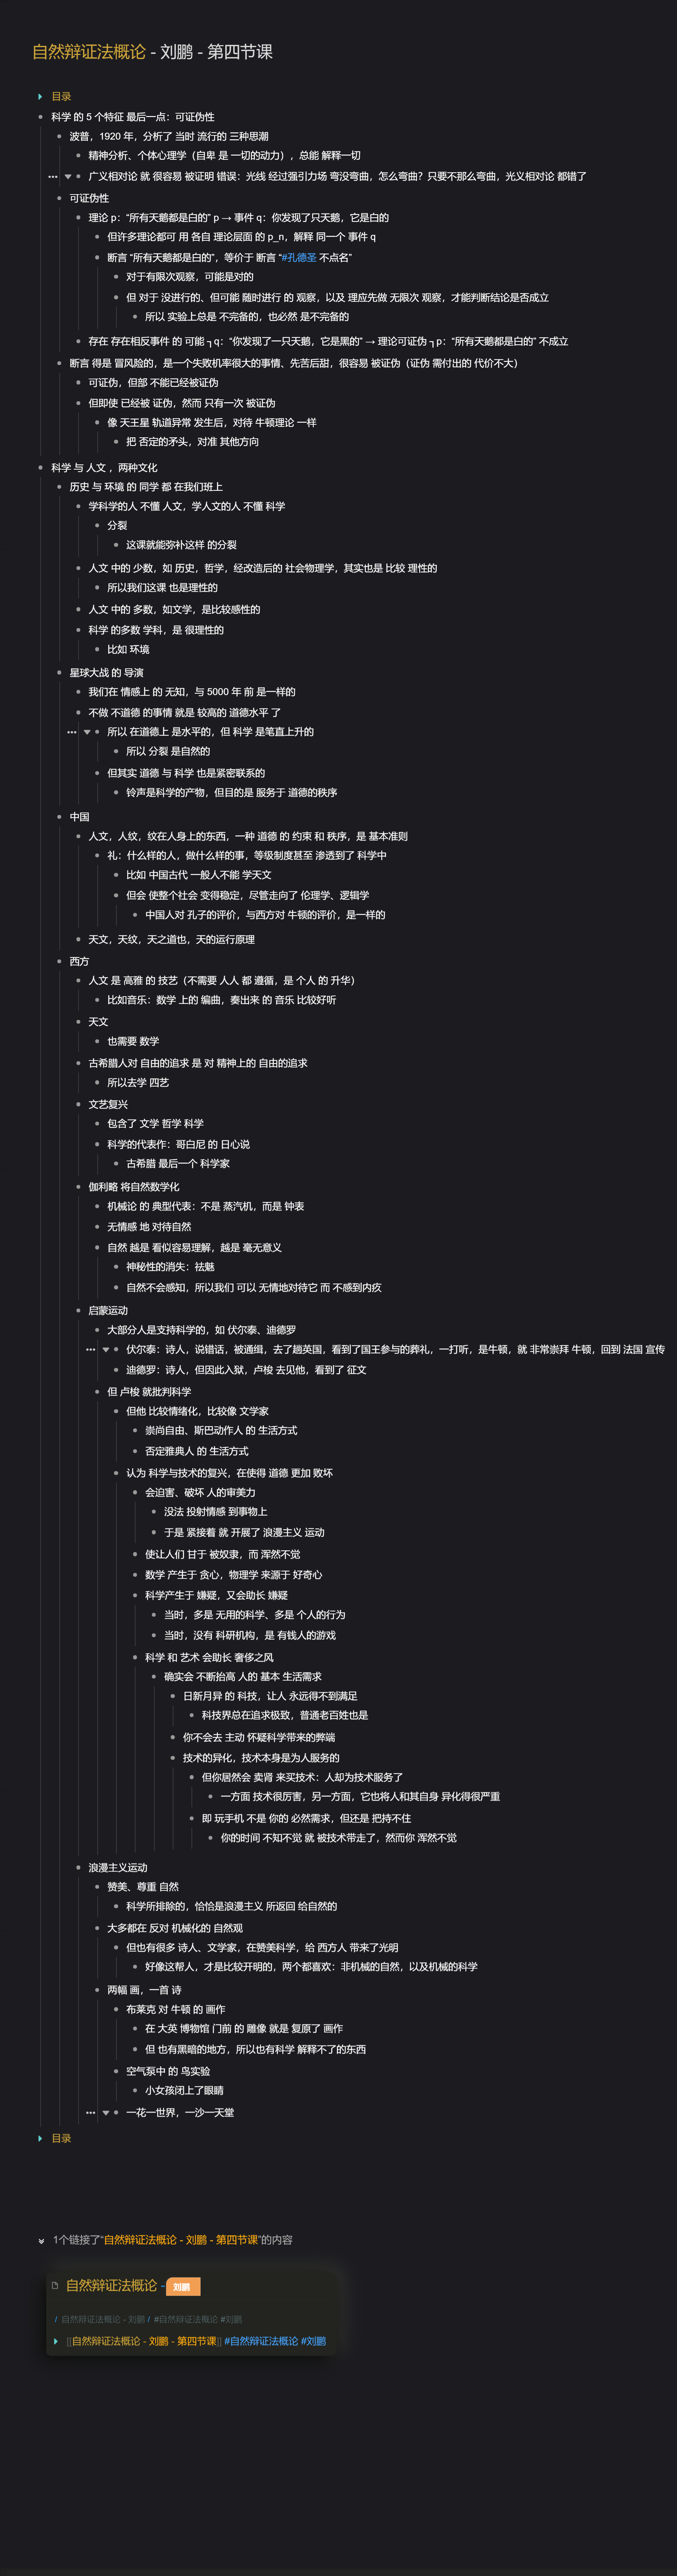 自然辩证法概论 - 刘鹏 - 第四节课
目录
科学 的 5 个特征 最后一点：可证伪性
波普，1920 年，分析了 当时 流行的 三种思潮
精神分析、个体心理学（自卑 是 一切的动力），总能 解释一切
广义相对论 就 很容易 被证明 错误：光线 经过强引力场 弯没弯曲，怎么弯曲？只要不那么弯曲，光义相对论 都错了
可证伪性
理论 p：“所有天鹅都是白的” p → 事件 q：你发现了只天鹅，它是白的
但许多理论都可 用 各自 理论层面 的 p_n，解释 同一个 事件 q
断言 “所有天鹅都是白的”，等价于 断言 “#孔德圣 不点名”
对于有限次观察，可能是对的
但 对于 没进行的、但可能 随时进行 的 观察，以及 理应先做 无限次 观察，才能判断结论是否成立
所以 实验上总是 不完备的，也必然 是不完备的
存在 存在相反事件 的 可能 ┐q：“你发现了一只天鹅，它是黑的” → 理论可证伪 ┐p：“所有天鹅都是白的” 不成立
断言 得是 冒风险的，是一个失败机率很大的事情、先苦后甜，很容易 被证伪（证伪 需付出的 代价不大）
可证伪，但部 不能已经被证伪
但即使 已经被 证伪，然而 只有一次 被证伪
像 天王星 轨道异常 发生后，对待 牛顿理论 一样
把 否定的矛头，对准 其他方向
科学 与 人文 ，两种文化
历史 与 环境 的 同学 都 在我们班上
学科学的人 不懂 人文，学人文的人 不懂 科学
分裂
这课就能弥补这样 的分裂
人文 中的 少数，如 历史，哲学，经改造后的 社会物理学，其实也是 比较 理性的
所以我们这课 也是理性的
人文 中的 多数，如文学，是比较感性的
科学 的多数 学科，是 很理性的
比如 环境
星球大战 的 导演
我们在 情感上 的 无知，与 5000 年 前 是一样的
不做 不道德 的事情 就是 较高的 道德水平 了
所以 在道德上 是水平的，但 科学 是笔直上升的
所以 分裂 是自然的
但其实 道德 与 科学 也是紧密联系的
铃声是科学的产物，但目的是 服务于 道德的秩序
中国
人文，人纹，纹在人身上的东西，一种 道德 的 约束 和 秩序，是 基本准则
礼：什么样的人，做什么样的事，等级制度甚至 渗透到了 科学中
比如 中国古代 一般人不能 学天文
但会 使整个社会 变得稳定，尽管走向了 伦理学、逻辑学
中国人对 孔子的评价，与西方对 牛顿的评价，是一样的
天文，天纹，天之道也，天的运行原理
西方
人文 是 高雅 的 技艺（不需要 人人 都 遵循，是 个人 的 升华）
比如音乐：数学 上的 编曲，奏出来 的 音乐 比较好听
天文
也需要 数学
古希腊人对 自由的追求 是 对 精神上的 自由的追求
所以去学 四艺
文艺复兴
包含了 文学 哲学 科学
科学的代表作：哥白尼 的 日心说
古希腊 最后一个 科学家
伽利略 将自然数学化
机械论 的 典型代表：不是 蒸汽机，而是 钟表
无情感 地 对待自然
自然 越是 看似容易理解，越是 毫无意义
神秘性的消失：祛魅
自然不会感知，所以我们 可以 无情地对待它 而 不感到内疚
启蒙运动
大部分人是支持科学的，如 伏尔泰、迪德罗
伏尔泰：诗人，说错话，被通缉，去了趟英国，看到了国王参与的葬礼，一打听，是牛顿，就 非常崇拜 牛顿，回到 法国 宣传
迪德罗：诗人，但因此入狱，卢梭 去见他，看到了 征文
但 卢梭 就批判科学
但他 比较情绪化，比较像 文学家
崇尚自由、斯巴动作人 的 生活方式
否定雅典人 的 生活方式
认为 科学与技术的复兴，在使得 道德 更加 败坏
会迫害、破坏 人的审美力
没法 投射情感 到事物上
于是 紧接着 就 开展了 浪漫主义 运动
使让人们 甘于 被奴隶，而 浑然不觉
数学 产生于 贪心，物理学 来源于 好奇心
科学产生于 嫌疑，又会助长 嫌疑
当时，多是 无用的科学、多是 个人的行为
当时，没有 科研机构，是 有钱人的游戏
科学 和 艺术 会助长 奢侈之风
确实会 不断抬高 人的 基本 生活需求
日新月异 的 科技，让人 永远得不到满足
科技界总在追求极致，普通老百姓也是
你不会去 主动 怀疑科学带来的弊端
技术的异化，技术本身是为人服务的
但你居然会 卖肾 来买技术：人却为技术服务了
一方面 技术很厉害，另一方面，它也将人和其自身 异化得很严重
即 玩手机 不是 你的 必然需求，但还是 把持不住
你的时间 不知不觉 就 被技术带走了，然而你 浑然不觉
浪漫主义运动
赞美、尊重 自然
科学所排除的，恰恰是浪漫主义 所返回 给自然的
大多都在 反对 机械化的 自然观
但也有很多 诗人、文学家，在赞美科学，给 西方人 带来了光明
好像这帮人，才是比较开明的，两个都喜欢：非机械的自然，以及机械的科学
两幅 画，一首 诗
布莱克 对 牛顿 的 画作
在 大英 博物馆 门前 的 雕像 就是 复原了 画作
但 也有黑暗的地方，所以也有科学 解释不了的东西
空气泵中 的 鸟实验
小女孩闭上了眼睛
一花一世界，一沙一天堂
目录
1个链接了“自然辩证法概论 - 刘鹏 - 第四节课”的内容
自然辩证法概论 - 刘鹏
/ 自然辩证法概论 - 刘鹏 / #自然辩证法概论 #刘鹏
[[自然辩证法概论 - 刘鹏 - 第四节课]] #自然辩证法概论 #刘鹏